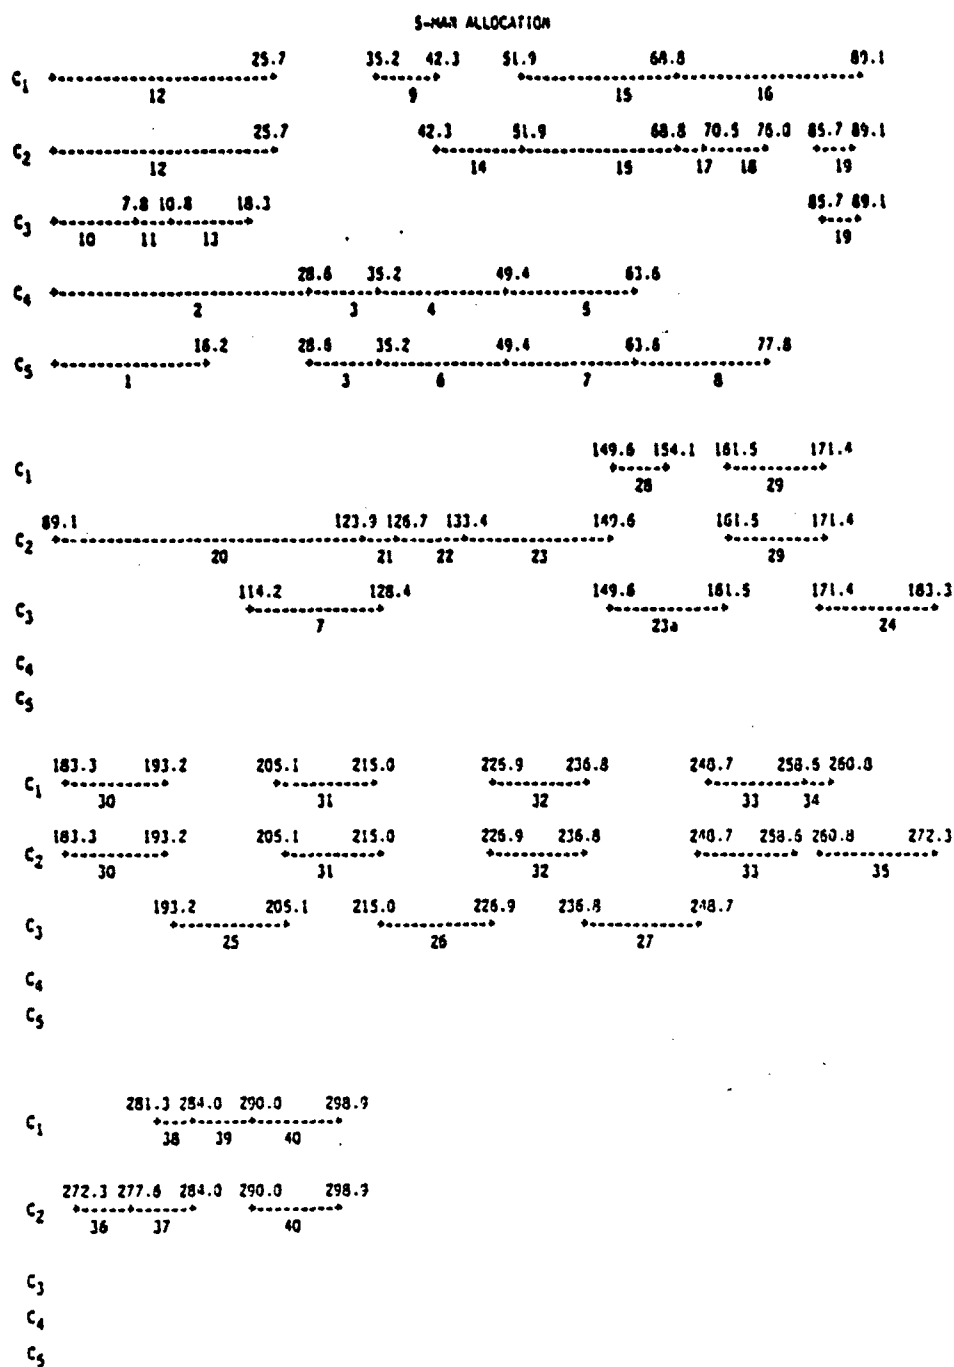 5-MAN ALLOCATION
25.7 35.2 42.3 51.9 68.8 89.1
C1
12 9 15 16
25.7 42.3 51.9 68.8 70.5 76.0 85.7 89.1
C2
12 14 15 17 18 19
7.8 10.8 18.3 85.7 89.1
C3
10 11 13 19
28.6 35.2 49.4 63.6
C4
2 3 4 5
16.2 28.6 35.2 49.4 63.6 77.8
C5
1 3 6 7 8
149.6 154.1 161.5 171.4
C1
28 29
89.1 123.9 126.7 133.4 149.6 161.5 171.4
C2
20 21 22 23 29
114.2 128.4 149.6 161.5 171.4 183.3
C3
7 23a 24
C4
C5
183.3 193.2 205.1 215.0 226.9 236.8 248.7 258.6 260.8
C1
30 31 32 33 34
183.3 193.2 205.1 215.0 226.9 236.8 248.7 258.6 260.8 272.3
C2
30 31 32 33 35
193.2 205.1 215.0 226.9 236.8 248.7
C3
25 26 27
C4
C5
281.3 284.0 290.0 298.9
C1
38 39 40
272.3 277.6 284.0 290.0 298.9
C2
36 37 40
C3
C4
C5